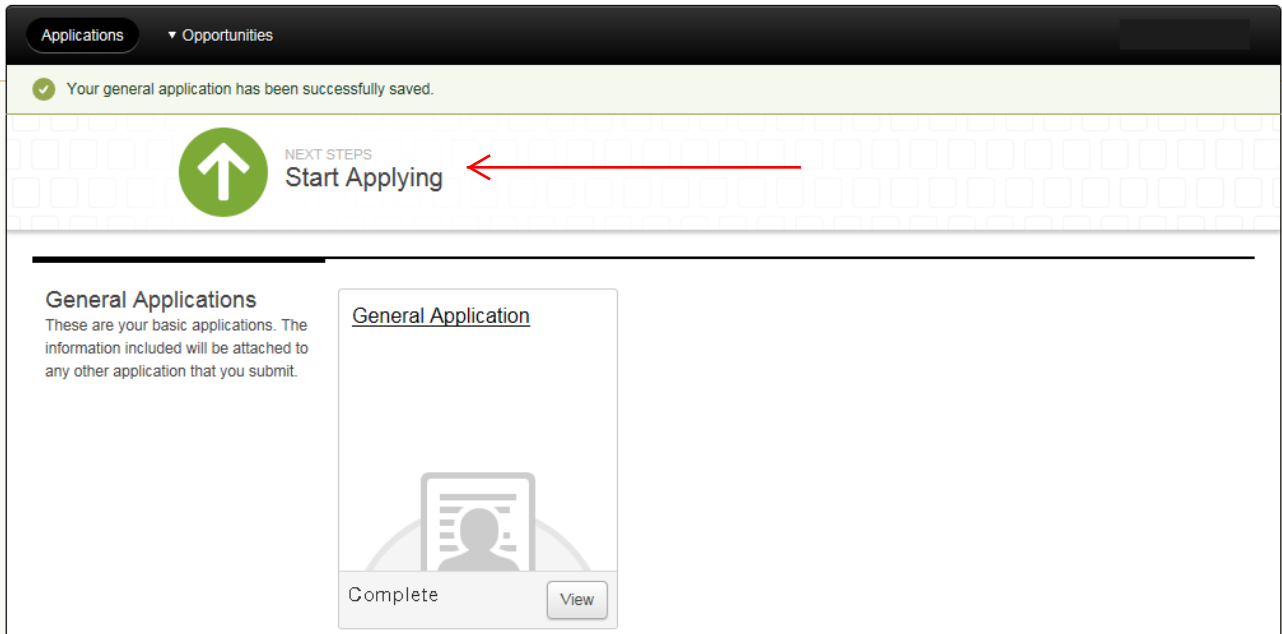 Applications
▼ Opportunities
Your general application has been successfully saved.
NEXT STEPS
Start Applying
General Applications
These are your basic applications. The
information included will be attached to
any other application that you submit.
General Application
Complete
View